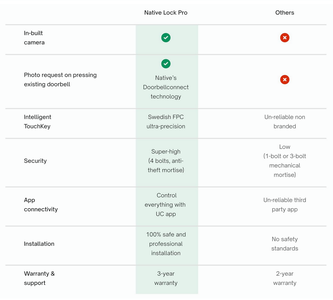 Native Lock Pro
Others
In-built
camera
Photo request on pressing
existing doorbell
Native's
Doorbellconnect
technology
Intelligent
TouchKey
Swedish FPC
ultra-precision
Un-reliable non
branded
Security
Super-high
(4 bolts, anti-
theft mortise)
Low
(1-bolt or 3-bolt
mechanical
mortise)
App
connectivity
Control
everything with
UC app
Un-reliable third
party app
Installation
100% safe and
professional
installation
No safety
standards
Warranty &
support
3-year
warranty
2-year
warranty